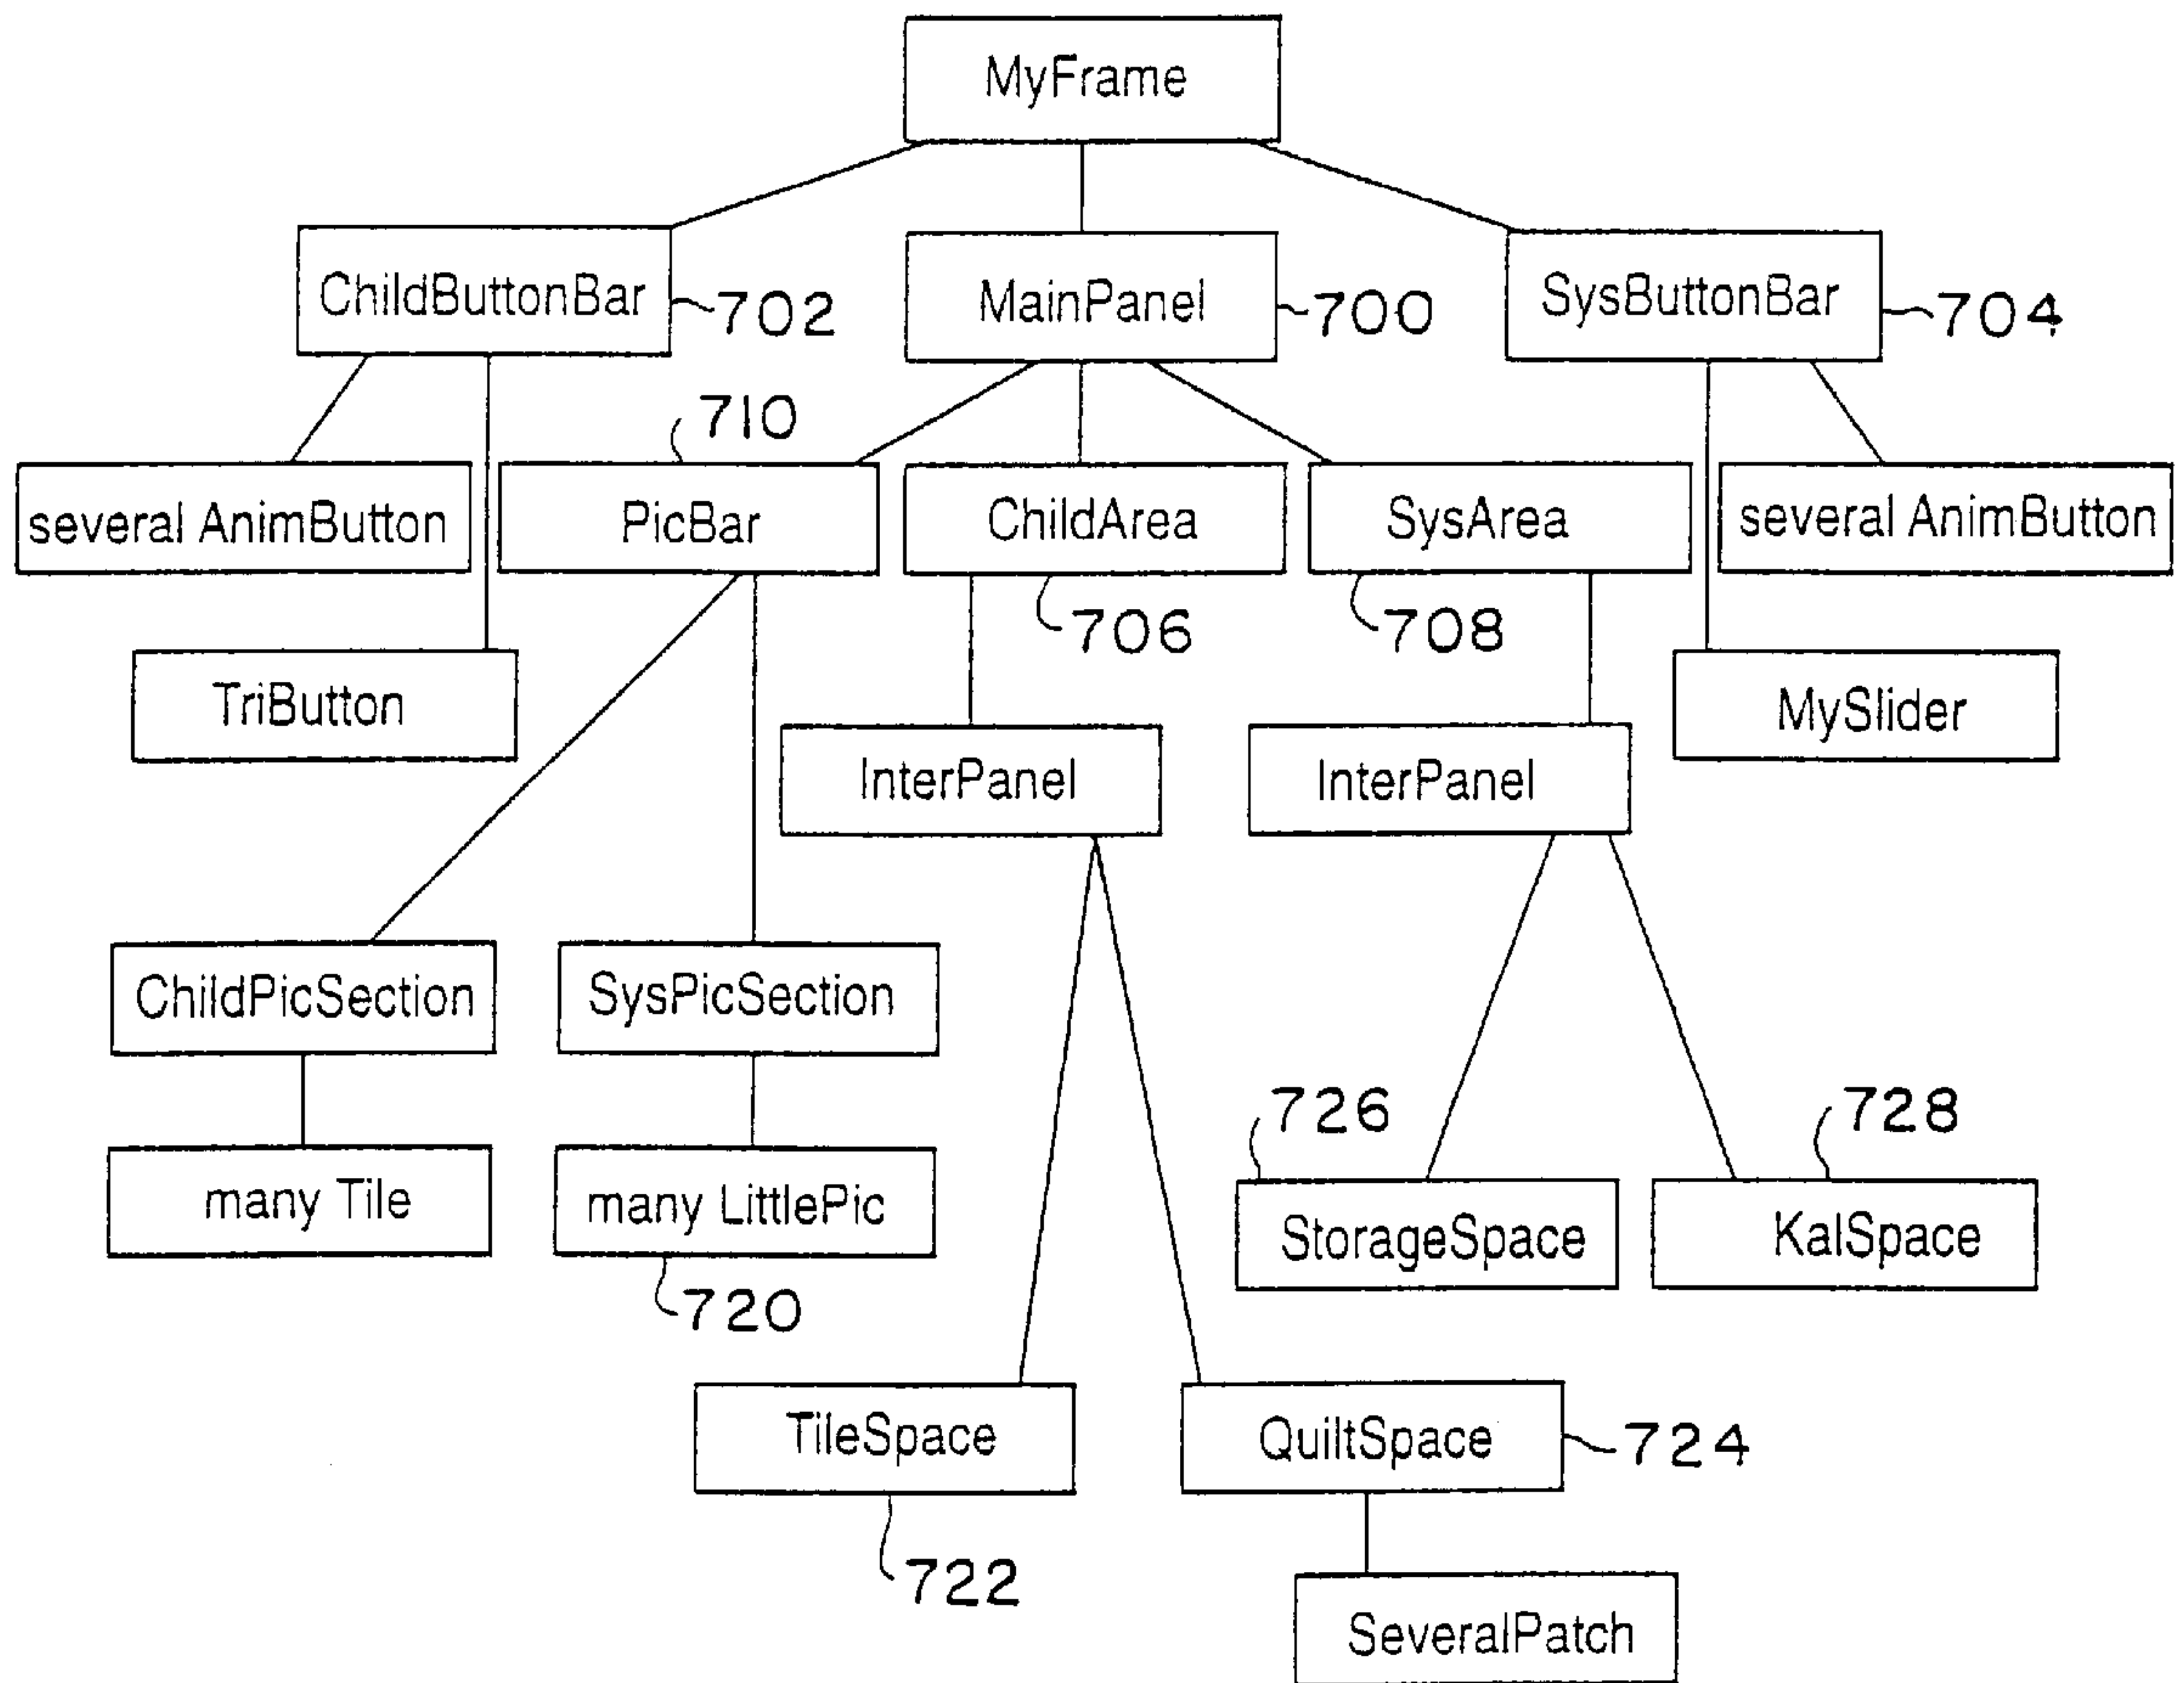 MyFrame
ChildButtonBar
702
MainPanel
700
SysButtonBar
704
710
several AnimButton
PicBar
ChildArea
SysArea
several AnimButton
706
708
TriButton
MySlider
InterPanel
InterPanel
ChildPicSection
SysPicSection
726
728
many Tile
many LittlePic
StorageSpace
KalSpace
720
TileSpace
QuiltSpace
724
722
SeveralPatch